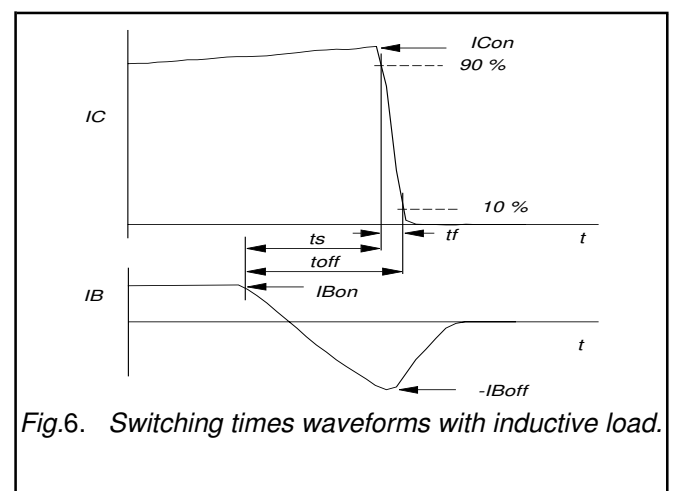 ICon
90 %
IC
10 %
ts
tf
t
toff
IBon
IB
t
-IBoff
Fig.6. Switching times waveforms with inductive load.